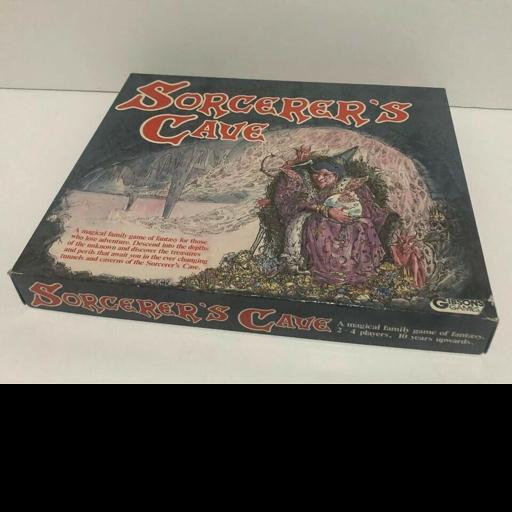 SORCERER'S
CAVE
A magical family game of fantasy for those
who love adventure. Descend into the depths
of the unknown and discover the treasures
and perils that await you in the ever changing
tunnels and caverns of the Sorcerer's Cave.
GIBSONS
GAMES
SORCERER'S CAVE
A magical family game of fantasy.
2 - 4 players, 10 years upwards.